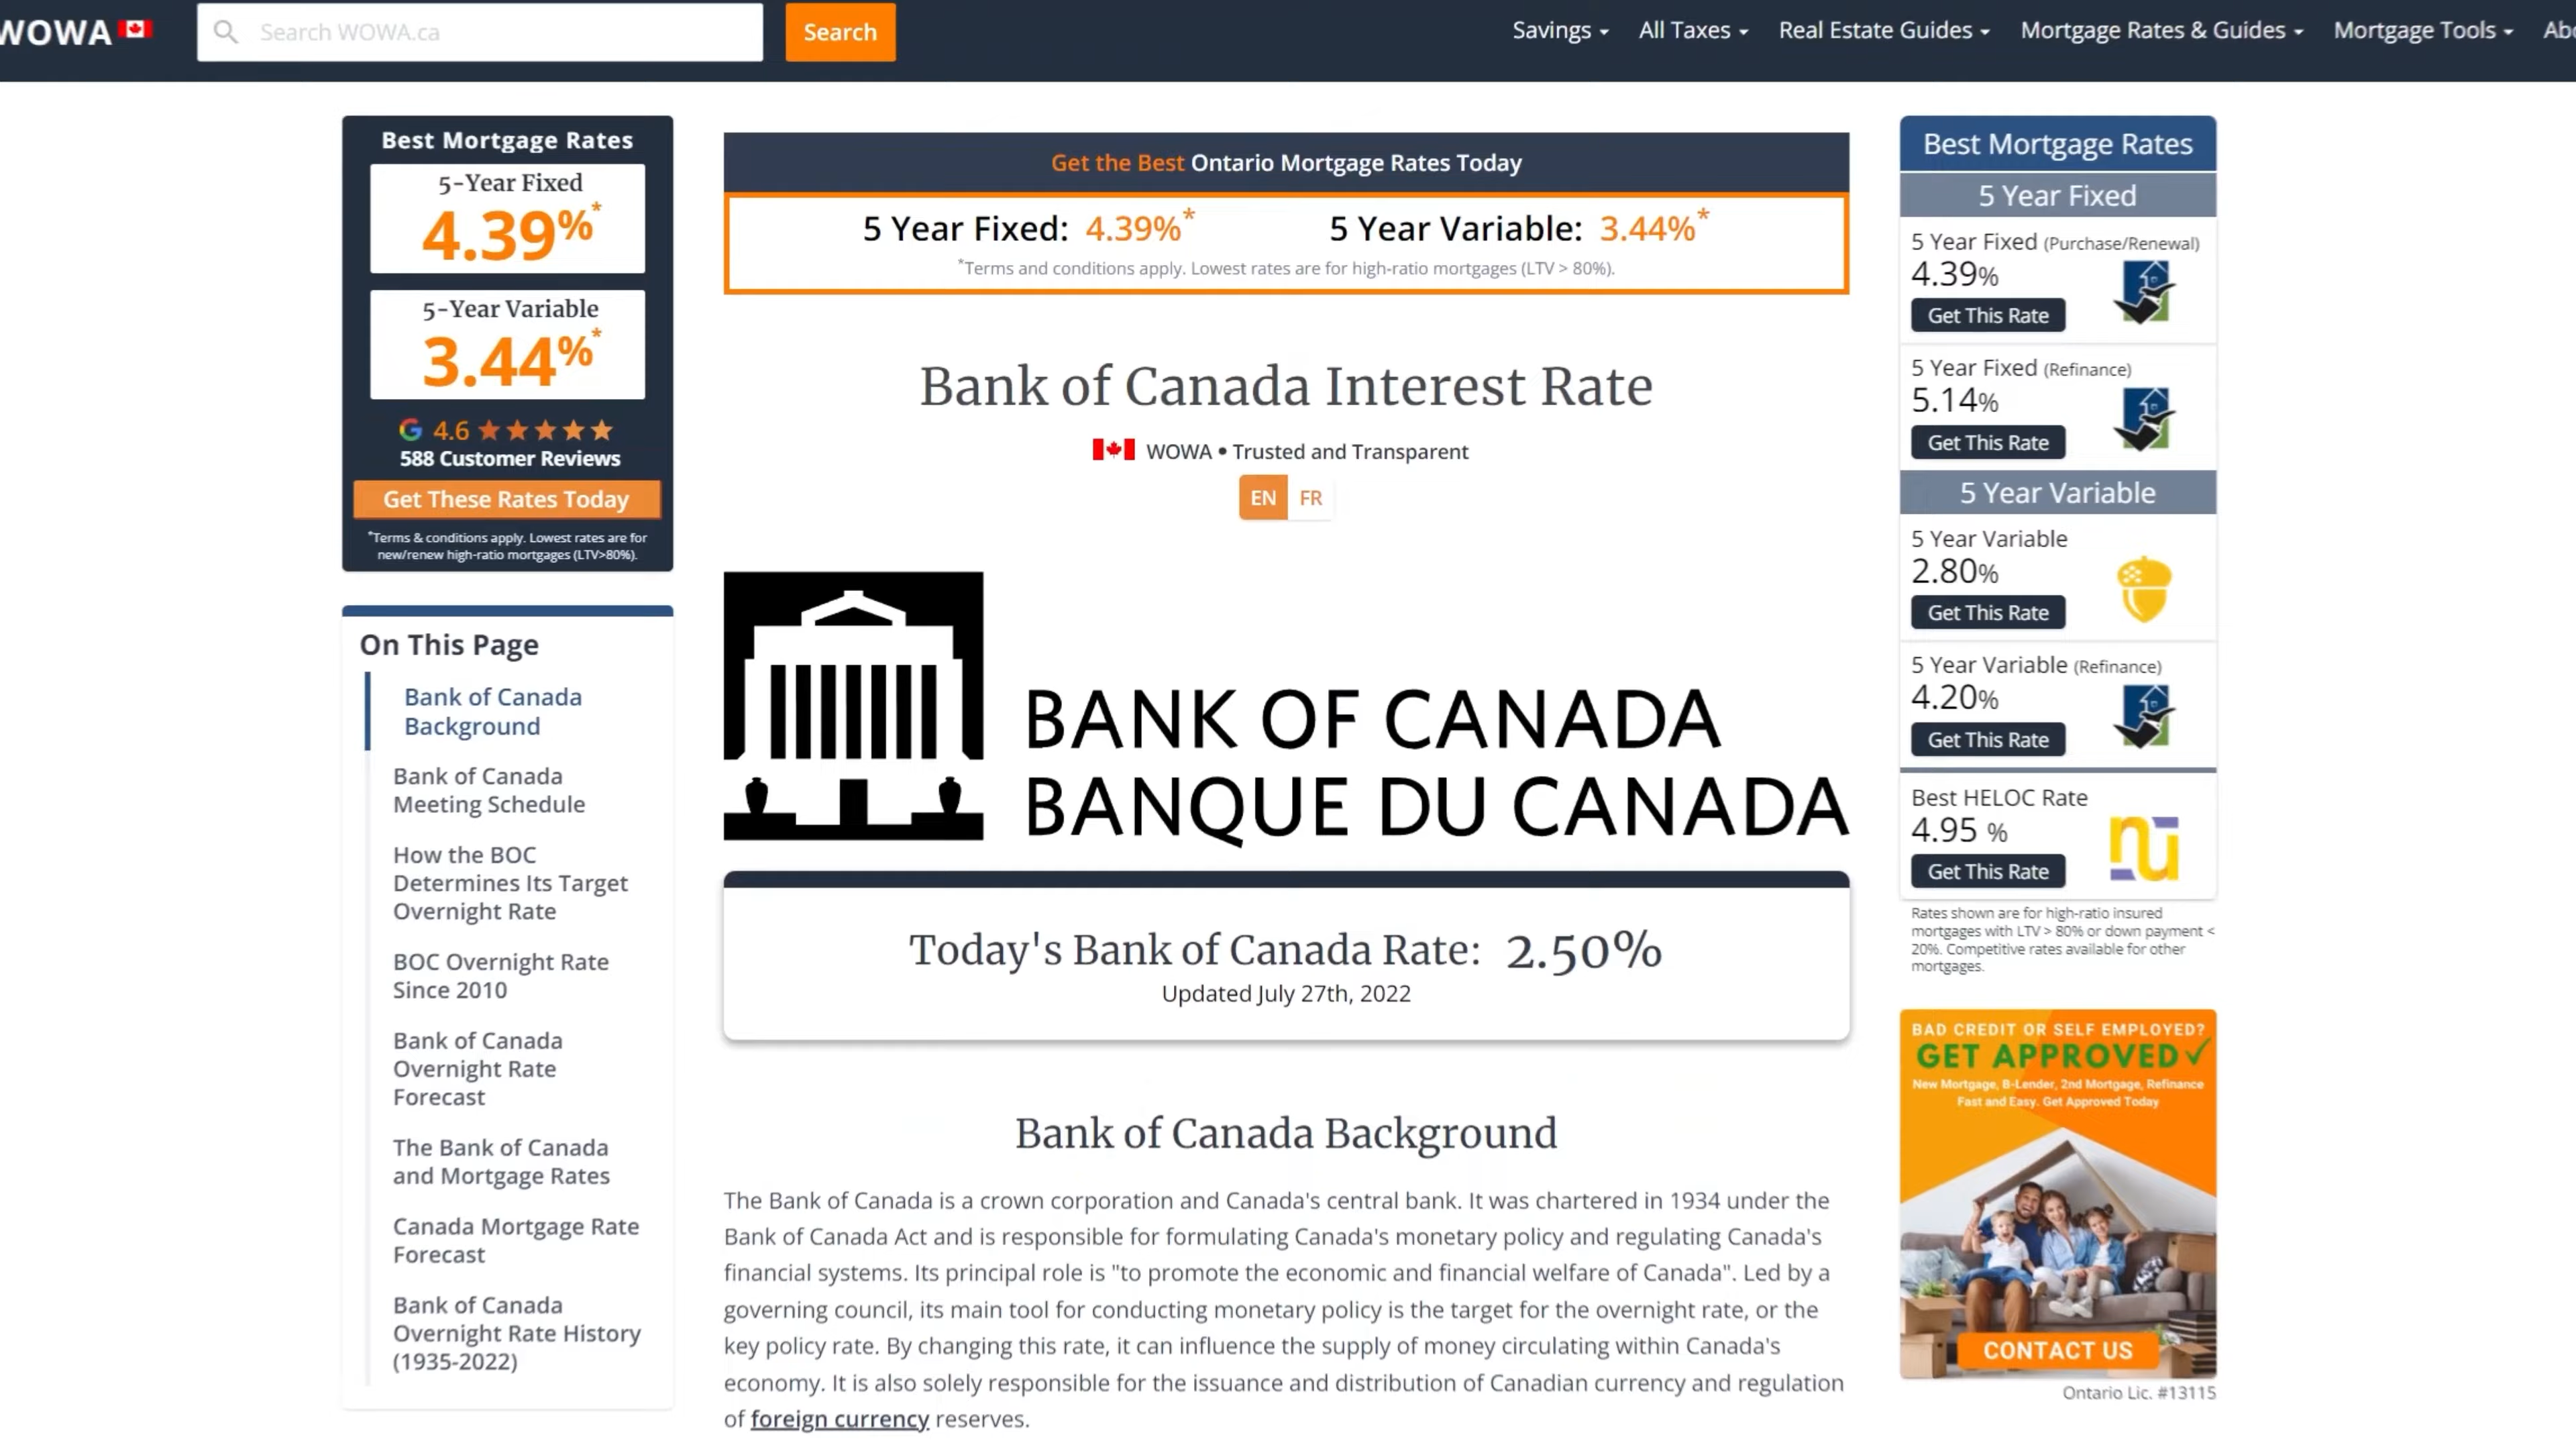 WOWA
Search WOWA.ca
Search
Savings
All Taxes
Real Estate Guides
Mortgage Rates & Guides
Mortgage Tools
Best Mortgage Rates
5-Year Fixed
4.39%*
5-Year Variable
3.44%*
4.6
588 Customer Reviews
Get These Rates Today
*Terms & conditions apply. Lowest rates are for
new/renew high-ratio mortgages (LTV>80%).
On This Page
Bank of Canada
Background
Bank of Canada
Meeting Schedule
How the BOC
Determines Its Target
Overnight Rate
BOC Overnight Rate
Since 2010
Bank of Canada
Overnight Rate
Forecast
The Bank of Canada
and Mortgage Rates
Canada Mortgage Rate
Forecast
Bank of Canada
Overnight Rate History
(1935-2022)
Get the Best Ontario Mortgage Rates Today
5 Year Fixed: 4.39%* 5 Year Variable: 3.44%*
*Terms and conditions apply. Lowest rates are for high-ratio mortgages (LTV > 80%).
Bank of Canada Interest Rate
WOWA • Trusted and Transparent
EN FR
BANK OF CANADA
BANQUE DU CANADA
Today's Bank of Canada Rate: 2.50%
Updated July 27th, 2022
Bank of Canada Background
The Bank of Canada is a crown corporation and Canada's central bank. It was chartered in 1934 under the
Bank of Canada Act and is responsible for formulating Canada's monetary policy and regulating Canada's
financial systems. Its principal role is "to promote the economic and financial welfare of Canada". Led by a
governing council, its main tool for conducting monetary policy is the target for the overnight rate, or the
key policy rate. By changing this rate, it can influence the supply of money circulating within Canada's
economy. It is also solely responsible for the issuance and distribution of Canadian currency and regulation
of foreign currency reserves.
Best Mortgage Rates
5 Year Fixed
5 Year Fixed (Purchase/Renewal)
4.39%
Get This Rate
5 Year Fixed (Refinance)
5.14%
Get This Rate
5 Year Variable
5 Year Variable
2.80%
Get This Rate
5 Year Variable (Refinance)
4.20%
Get This Rate
Best HELOC Rate
4.95 %
nu
Get This Rate
Rates shown are for high-ratio insured
mortgages with LTV > 80% or down payment <
20%. Competitive rates available for other
mortgages.
BAD CREDIT OR SELF EMPLOYED?
GET APPROVED✓
New Mortgage, B-Lender, 2nd Mortgage, Refinance
Fast and Easy. Get Approved Today
CONTACT US
Ontario Lic. #13115